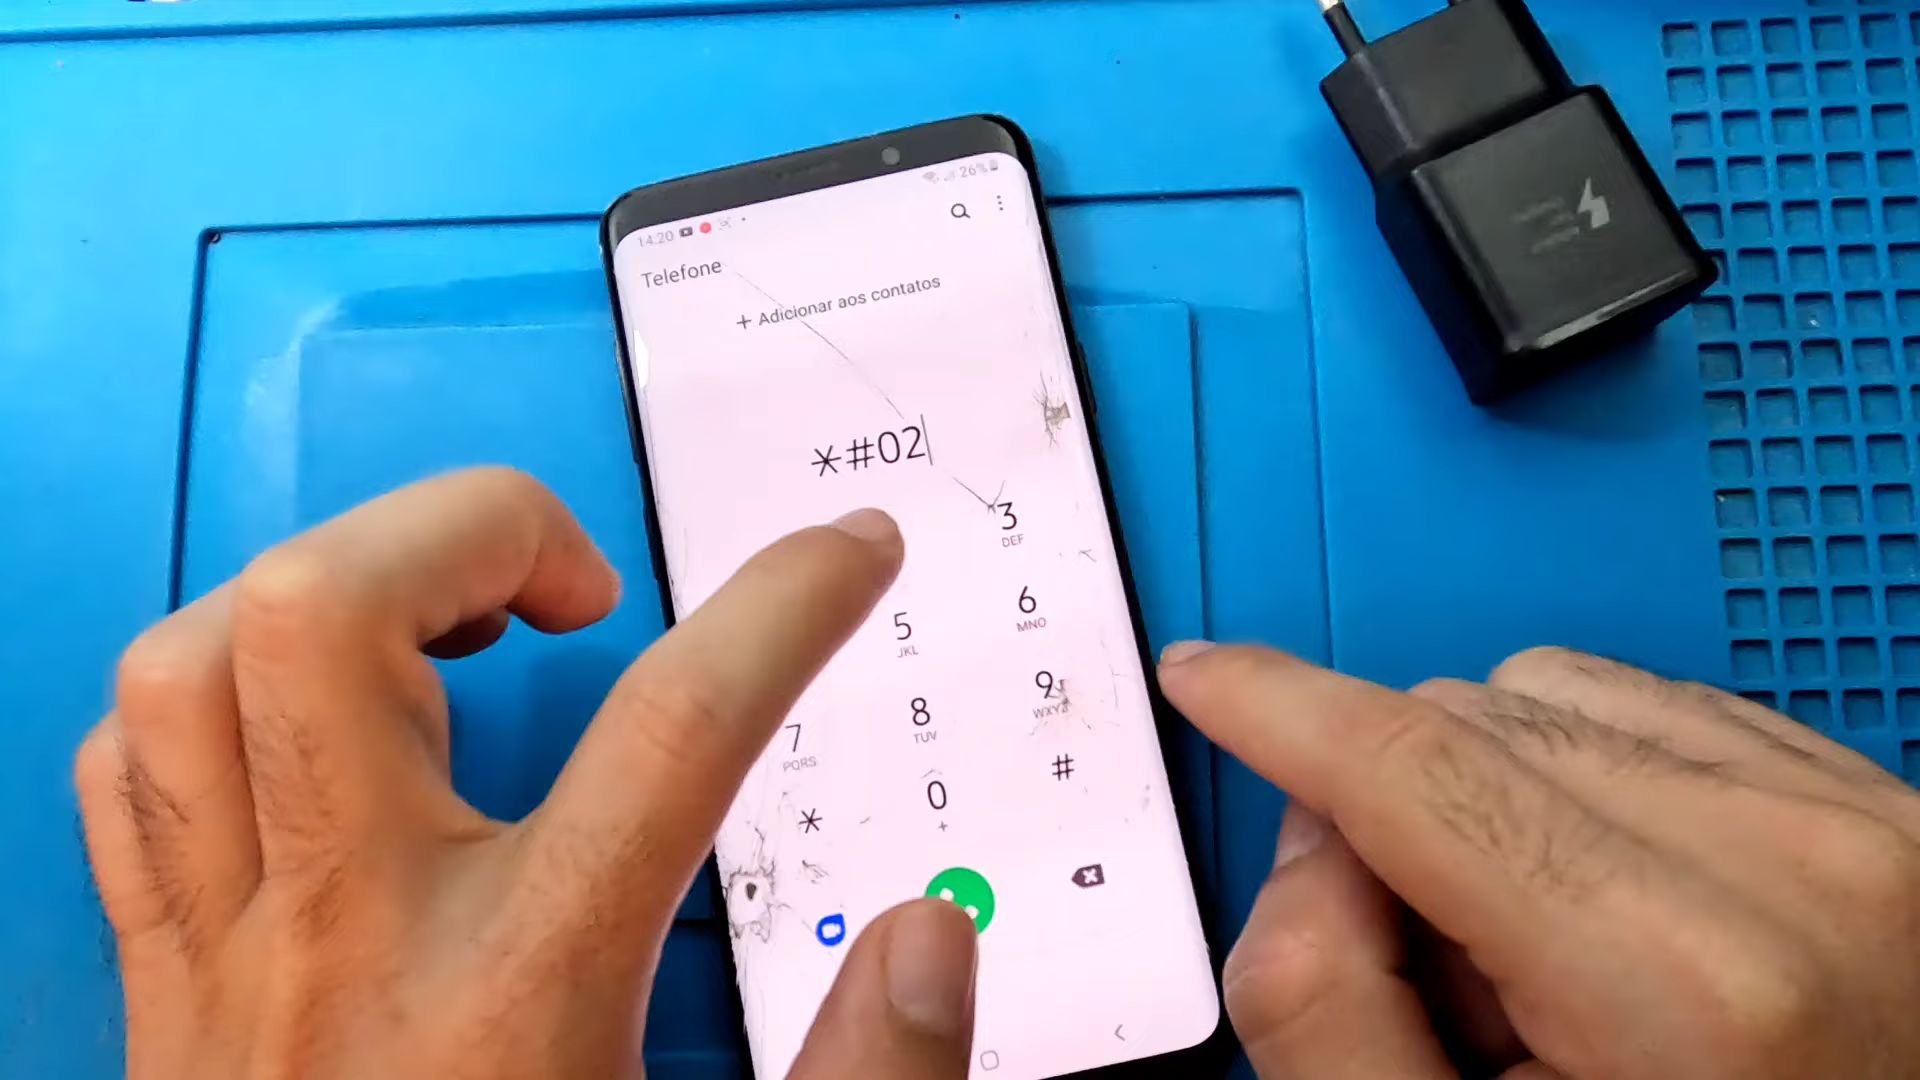 14:20 26%
Telefone
+ Adicionar aos contatos
*#02
3
DEF
5
JKL
6
MNO
7
PQRS
8
TUV
9
WXYZ
*
0
+
#